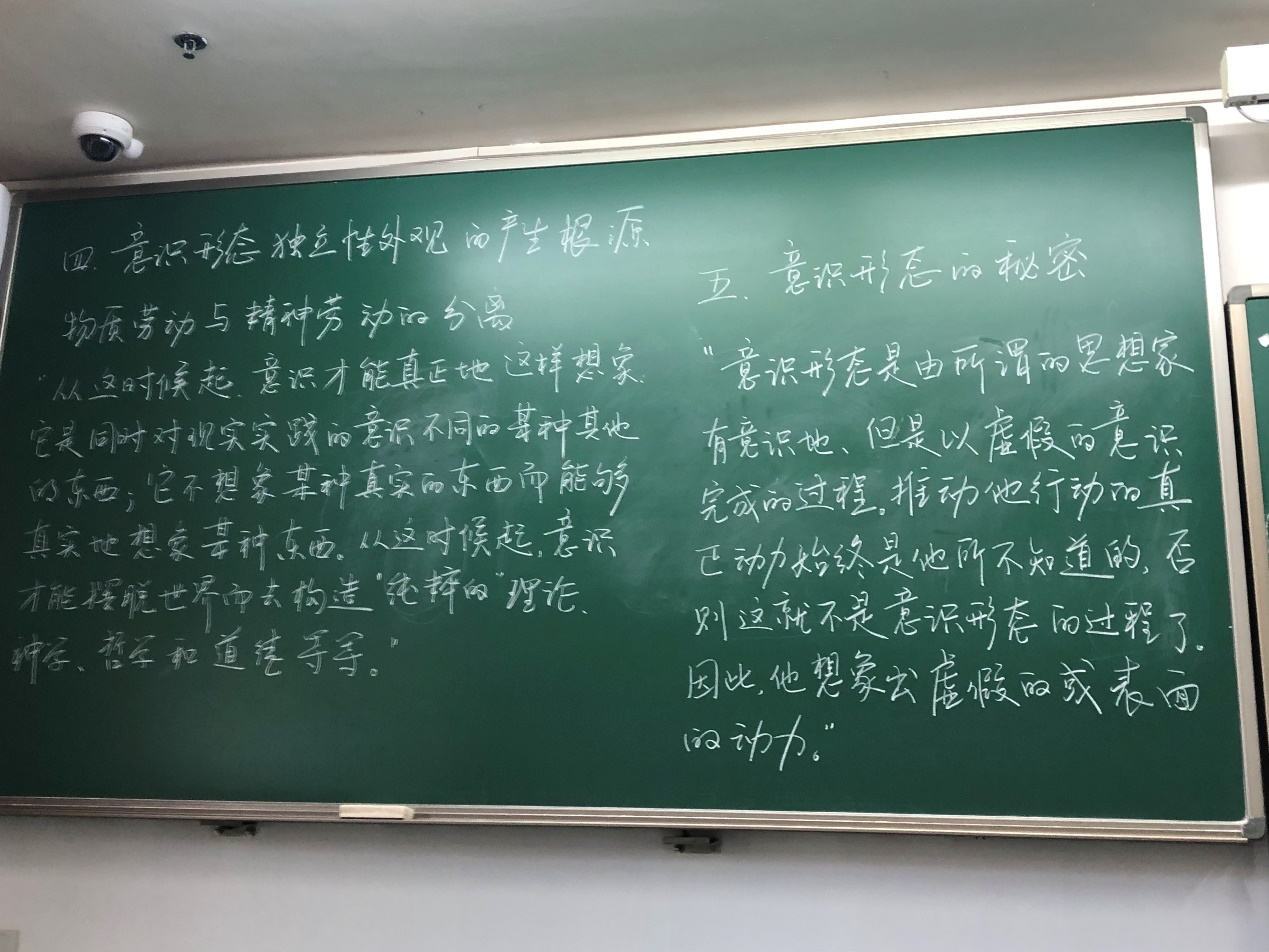 四、意识形态独立性外观的产生根源
物质劳动与精神劳动的分离
“从这时候起,意识才能真正地这样想象:
它是同时对现实实践的意识不同的某种其他
的东西;它不想象某种真实的东西而能够
真实地想象某种东西。从这时候起,意识
才能摆脱世界而去构造“纯粹的”理论、
神学、哲学和道德等等。”
五、意识形态的秘密
“意识形态是由所谓的思想家
有意识地、但是以虚假的意识
完成的过程。推动他行动的真
正动力始终是他所不知道的,否
则这就不是意识形态的过程了。
因此,他想象出虚假的或表面
的动力。”